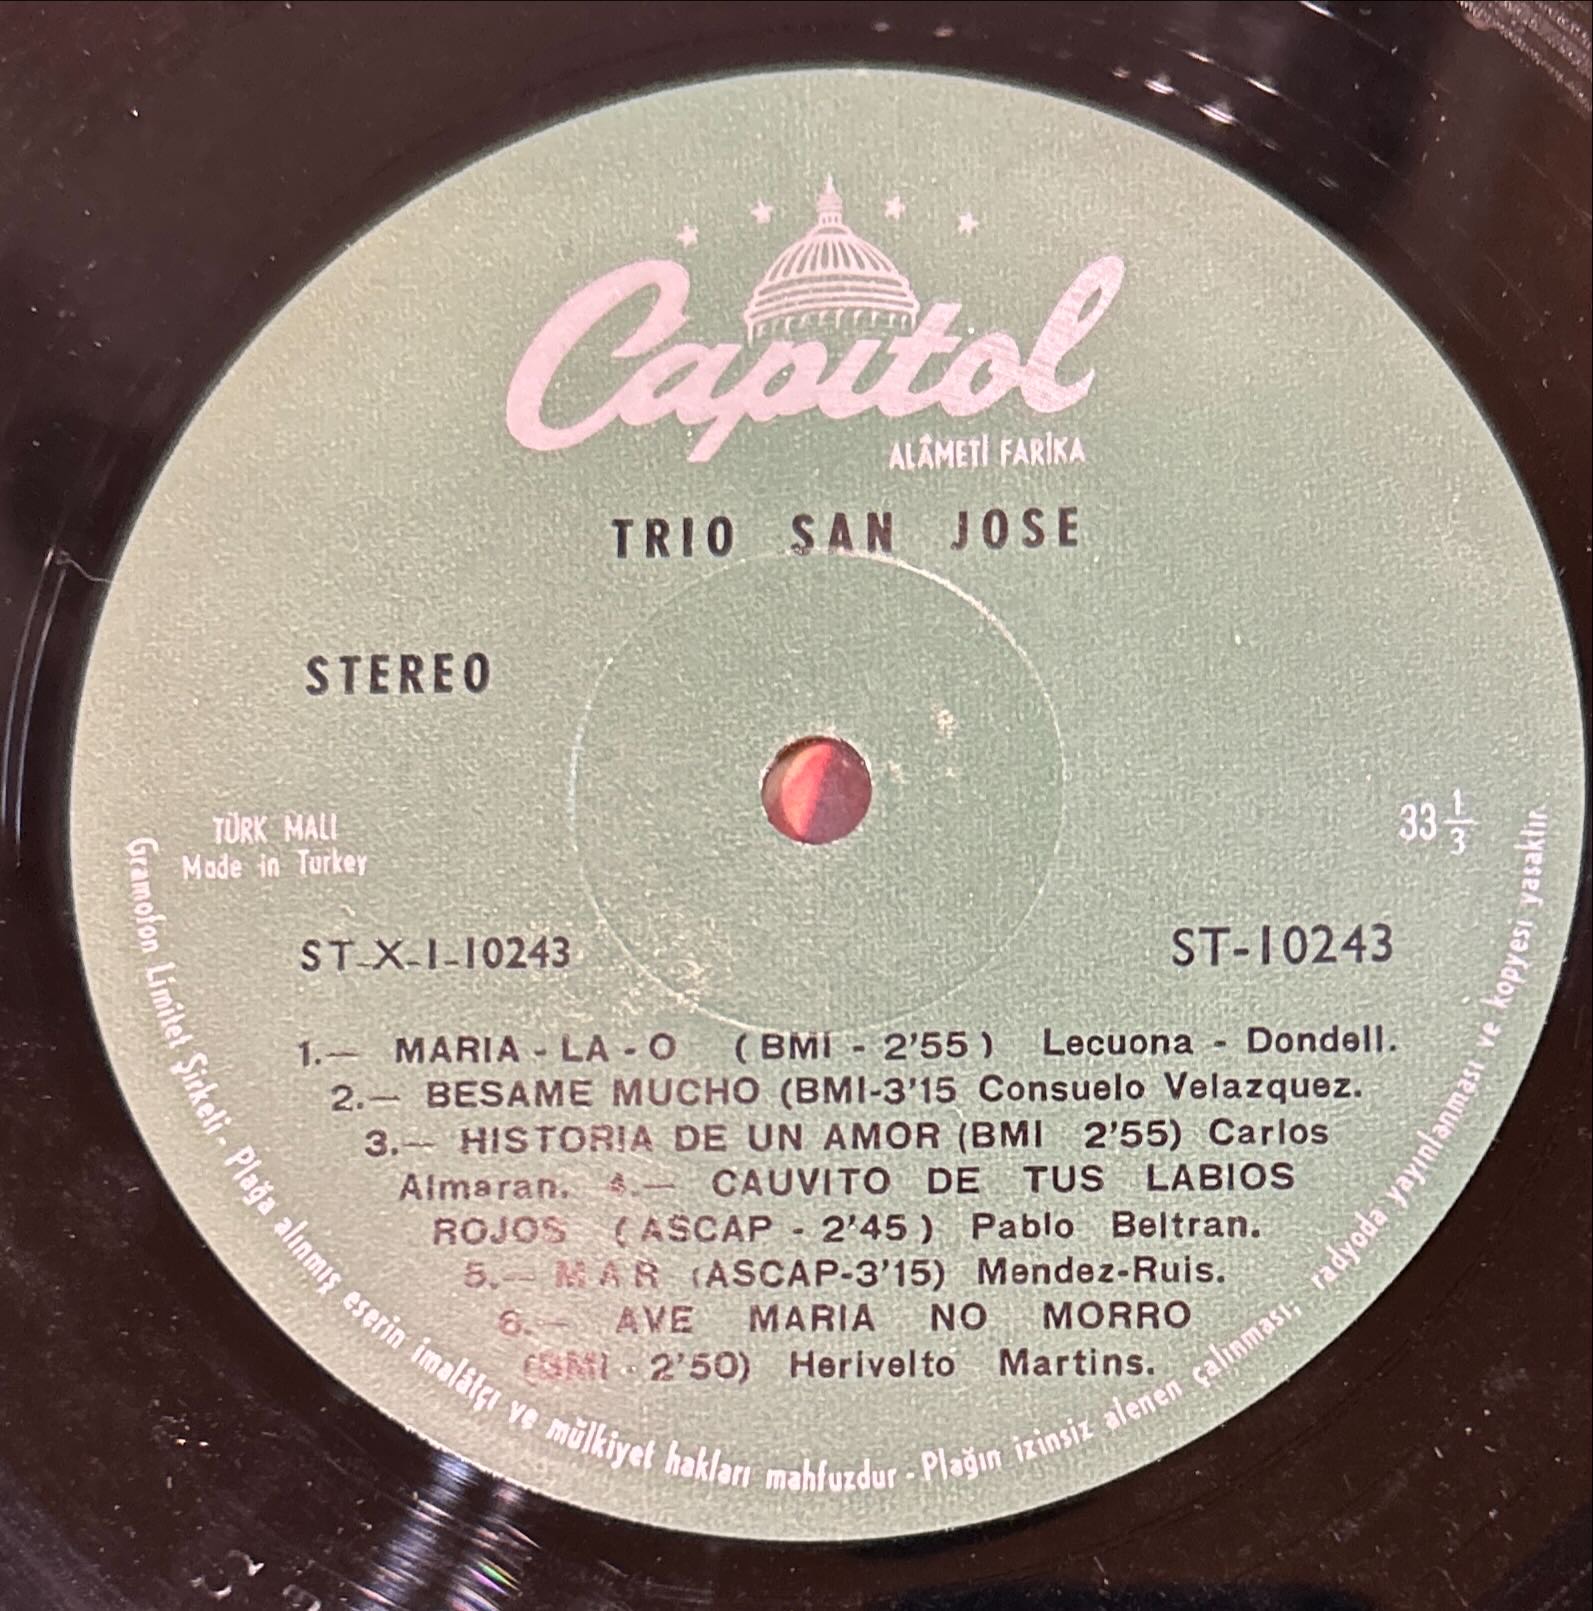 Capitol
ALÂMETİ FARİKA
TRIO SAN JOSE
STEREO
TÜRK MALI
Made in Turkey
33 1/3
ST-X-1-10243
ST-10243
1.— MARIA - LA - O (BMI - 2'55) Lecuona - Dondell.
2.— BESAME MUCHO (BMI-3'15 Consuelo Velazquez.
3.— HISTORIA DE UN AMOR (BMI 2'55) Carlos
Almaran. 4.— CAUVITO DE TUS LABIOS
ROJOS (ASCAP - 2'45) Pablo Beltran.
5.— MAR (ASCAP-3'15) Mendez-Ruis.
6.— AVE MARIA NO MORRO
(BMI - 2'50) Herivelto Martins.
Gramofon Limitet Şirketi - Plağa alınmış eserin imalâtçı ve mülkiyet hakları mahfuzdur - Plağın izinsiz alenen çalınması, radyoda yayınlanması ve kopyesi yasaktır.